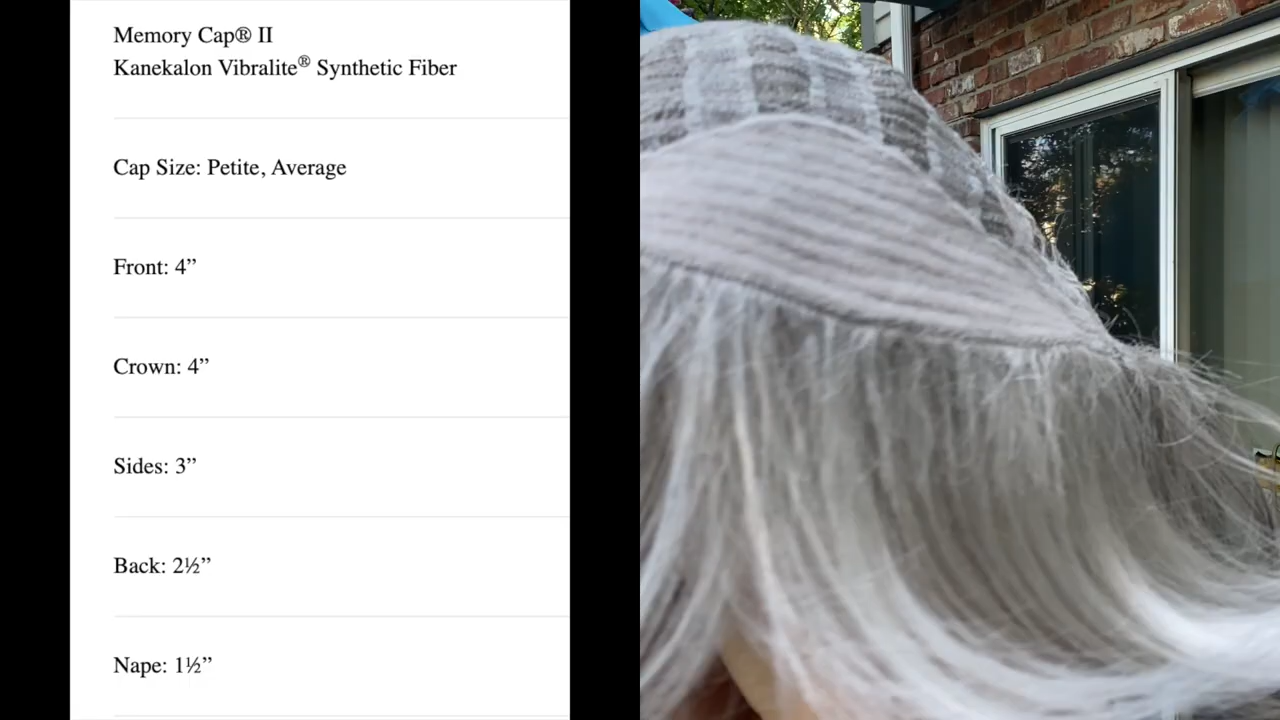 Memory Cap® II
Kanekalon Vibralite® Synthetic Fiber
Cap Size: Petite, Average
Front: 4”
Crown: 4”
Sides: 3”
Back: 2½”
Nape: 1½”